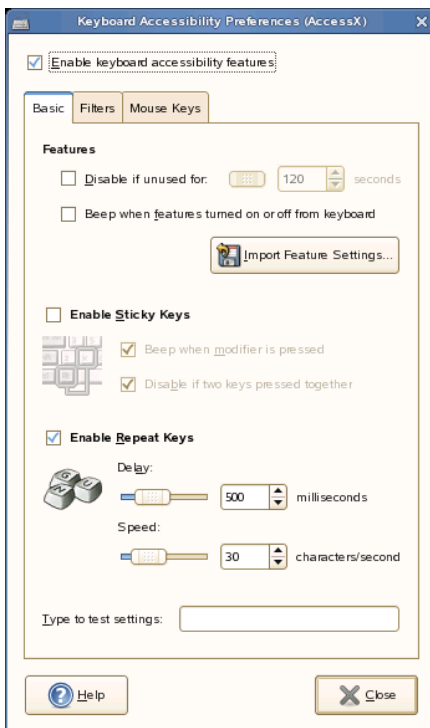 Keyboard Accessibility Preferences (AccessX)
Enable keyboard accessibility features
Basic Filters Mouse Keys
Features
Disable if unused for: 120 seconds
Beep when features turned on or off from keyboard
Import Feature Settings...
Enable Sticky Keys
Beep when modifier is pressed
Disable if two keys pressed together
Enable Repeat Keys
Delay:
500 milliseconds
Speed:
30 characters/second
Type to test settings:
Help Close